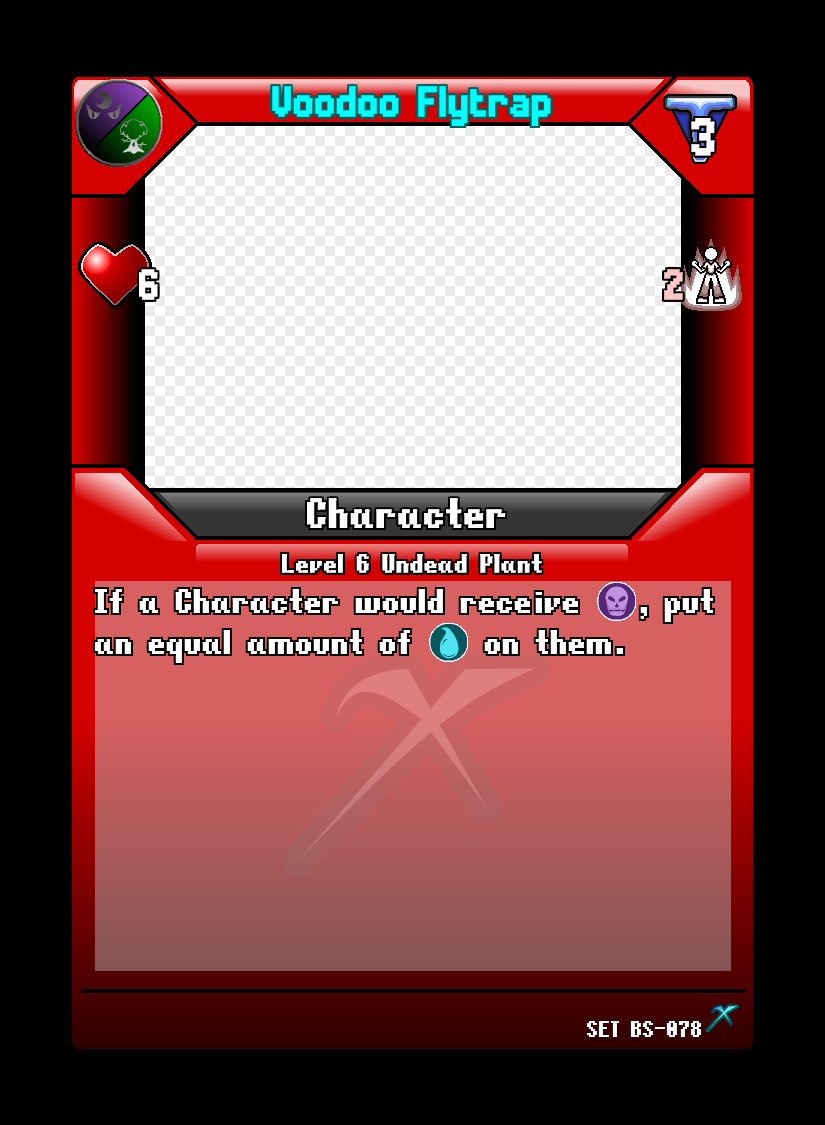 Voodoo Flytrap
3
6
2
Character
Level 6 Undead Plant
If a Character would receive , put
an equal amount of on them.
SET BS-078